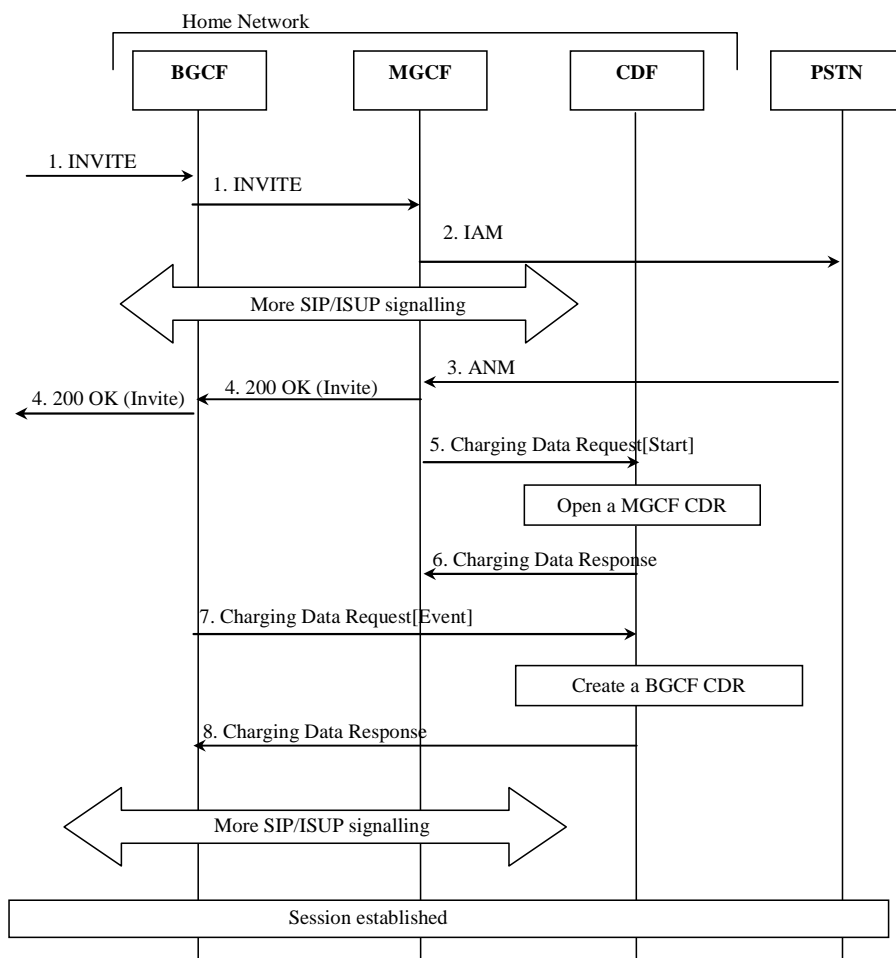 Home Network
BGCF
MGCF
CDF
PSTN
1. INVITE
1. INVITE
2. IAM
More SIP/ISUP signalling
3. ANM
4. 200 OK (Invite)
4. 200 OK (Invite)
5. Charging Data Request[Start]
Open a MGCF CDR
6. Charging Data Response
7. Charging Data Request[Event]
Create a BGCF CDR
8. Charging Data Response
More SIP/ISUP signalling
Session established